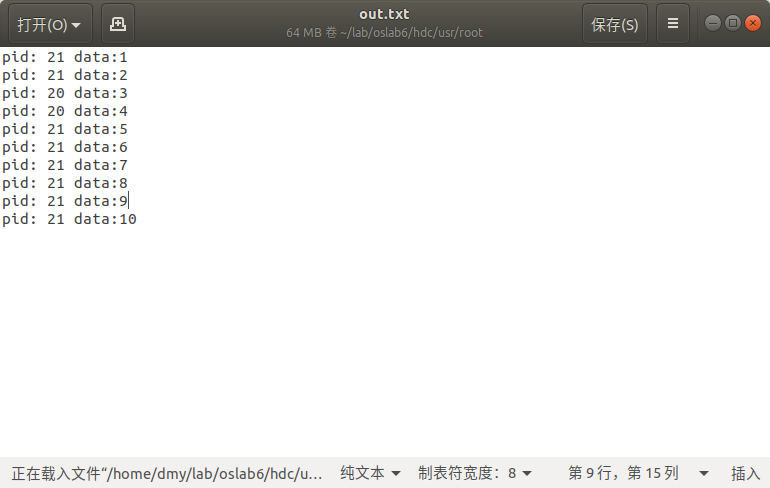 打开(O)
out.txt
64 MB 卷 ~/lab/oslab6/hdc/usr/root
保存(S)
pid: 21 data:1
pid: 21 data:2
pid: 20 data:3
pid: 20 data:4
pid: 21 data:5
pid: 21 data:6
pid: 21 data:7
pid: 21 data:8
pid: 21 data:9
pid: 21 data:10
正在载入文件“/home/dmy/lab/oslab6/hdc/u… 纯文本 制表符宽度：8 第 9 行，第 15 列 插入